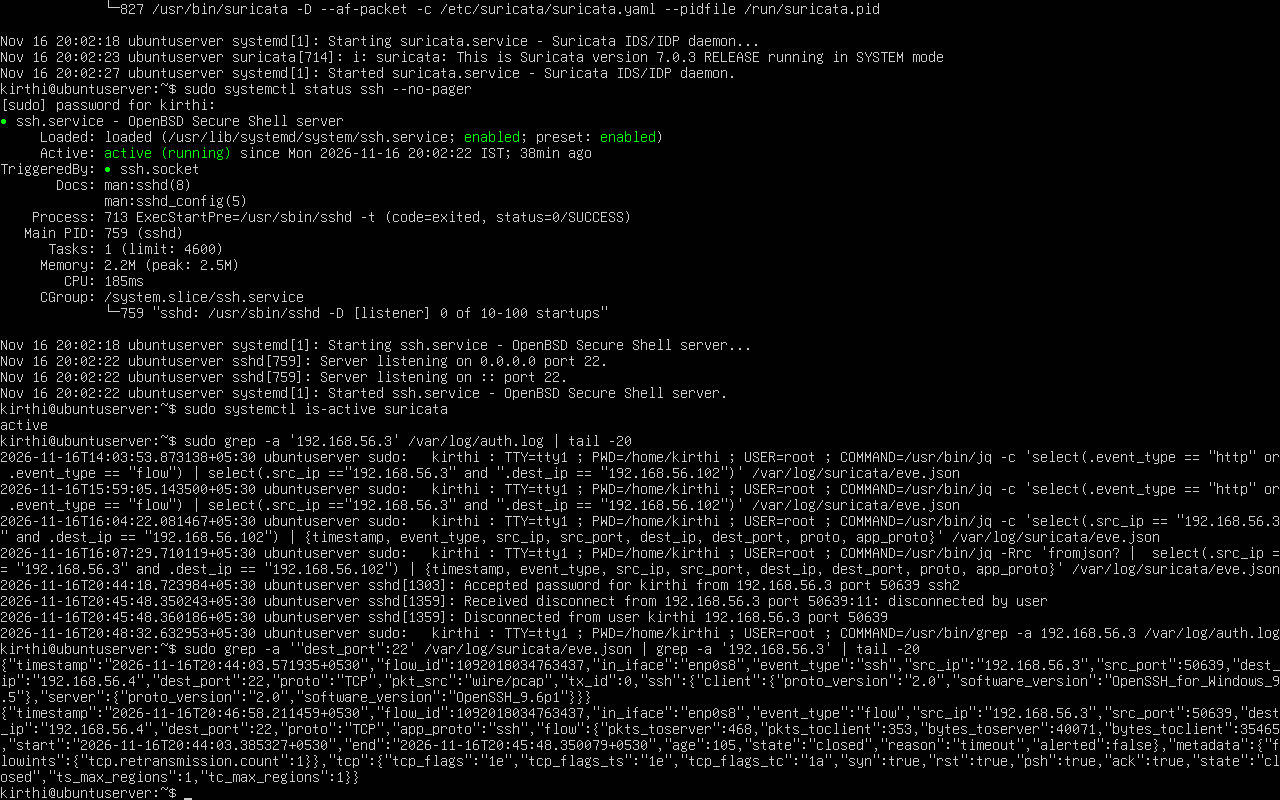 └─827 /usr/bin/suricata -D --af-packet -c /etc/suricata/suricata.yaml --pidfile /run/suricata.pid

Nov 16 20:02:18 ubuntuserver systemd[1]: Starting suricata.service - Suricata IDS/IDP daemon...
Nov 16 20:02:23 ubuntuserver suricata[714]: i: suricata: This is Suricata version 7.0.3 RELEASE running in SYSTEM mode
Nov 16 20:02:27 ubuntuserver systemd[1]: Started suricata.service - Suricata IDS/IDP daemon.
kirthi@ubuntuserver:~$ sudo systemctl status ssh --no-pager
[sudo] password for kirthi:
● ssh.service - OpenBSD Secure Shell server
     Loaded: loaded (/usr/lib/systemd/system/ssh.service; enabled; preset: enabled)
     Active: active (running) since Mon 2026-11-16 20:02:22 IST; 38min ago
TriggeredBy: ● ssh.socket
       Docs: man:sshd(8)
             man:sshd_config(5)
    Process: 713 ExecStartPre=/usr/sbin/sshd -t (code=exited, status=0/SUCCESS)
   Main PID: 759 (sshd)
      Tasks: 1 (limit: 4600)
     Memory: 2.2M (peak: 2.5M)
        CPU: 185ms
     CGroup: /system.slice/ssh.service
             └─759 "sshd: /usr/sbin/sshd -D [listener] 0 of 10-100 startups"

Nov 16 20:02:18 ubuntuserver systemd[1]: Starting ssh.service - OpenBSD Secure Shell server...
Nov 16 20:02:22 ubuntuserver sshd[759]: Server listening on 0.0.0.0 port 22.
Nov 16 20:02:22 ubuntuserver sshd[759]: Server listening on :: port 22.
Nov 16 20:02:22 ubuntuserver systemd[1]: Started ssh.service - OpenBSD Secure Shell server.
kirthi@ubuntuserver:~$ sudo systemctl is-active suricata
active
kirthi@ubuntuserver:~$ sudo grep -a '192.168.56.3' /var/log/auth.log | tail -20
2026-11-16T14:03:53.873138+05:30 ubuntuserver sudo:   kirthi : TTY=tty1 ; PWD=/home/kirthi ; USER=root ; COMMAND=/usr/bin/jq -c 'select(.event_type == "http" or
 .event_type == "flow") | select(.src_ip =="192.168.56.3" and ".dest_ip == "192.168.56.102")' /var/log/suricata/eve.json
2026-11-16T15:59:05.143500+05:30 ubuntuserver sudo:   kirthi : TTY=tty1 ; PWD=/home/kirthi ; USER=root ; COMMAND=/usr/bin/jq -c 'select(.event_type == "http" or
 .event_type == "flow") | select(.src_ip =="192.168.56.3" and ".dest_ip == "192.168.56.102")' /var/log/suricata/eve.json
2026-11-16T16:04:22.081467+05:30 ubuntuserver sudo:   kirthi : TTY=tty1 ; PWD=/home/kirthi ; USER=root ; COMMAND=/usr/bin/jq -c 'select(.src_ip == "192.168.56.3
" and .dest_ip == "192.168.56.102") | {timestamp, event_type, src_ip, src_port, dest_ip, dest_port, proto, app_proto}' /var/log/suricata/eve.json
2026-11-16T16:07:29.710119+05:30 ubuntuserver sudo:   kirthi : TTY=tty1 ; PWD=/home/kirthi ; USER=root ; COMMAND=/usr/bin/jq -Rrc 'fromjson? |  select(.src_ip =
= "192.168.56.3" and .dest_ip == "192.168.56.102") | {timestamp, event_type, src_ip, src_port, dest_ip, dest_port, proto, app_proto}' /var/log/suricata/eve.json
2026-11-16T20:44:18.723984+05:30 ubuntuserver sshd[1303]: Accepted password for kirthi from 192.168.56.3 port 50639 ssh2
2026-11-16T20:45:48.350243+05:30 ubuntuserver sshd[1359]: Received disconnect from 192.168.56.3 port 50639:11: disconnected by user
2026-11-16T20:45:48.360186+05:30 ubuntuserver sshd[1359]: Disconnected from user kirthi 192.168.56.3 port 50639
2026-11-16T20:48:32.632953+05:30 ubuntuserver sudo:   kirthi : TTY=tty1 ; PWD=/home/kirthi ; USER=root ; COMMAND=/usr/bin/grep -a 192.168.56.3 /var/log/auth.log
kirthi@ubuntuserver:~$ sudo grep -a '"dest_port":22' /var/log/suricata/eve.json | grep -a '192.168.56.3' | tail -20
{"timestamp":"2026-11-16T20:44:03.571935+0530","flow_id":1092018034763437,"in_iface":"enp0s8","event_type":"ssh","src_ip":"192.168.56.3","src_port":50639,"dest_
ip":"192.168.56.4","dest_port":22,"proto":"TCP","pkt_src":"wire/pcap","tx_id":0,"ssh":{"client":{"proto_version":"2.0","software_version":"OpenSSH_for_Windows_9
.5"},"server":{"proto_version":"2.0","software_version":"OpenSSH_9.6p1"}}}
{"timestamp":"2026-11-16T20:46:58.211459+0530","flow_id":1092018034763437,"in_iface":"enp0s8","event_type":"flow","src_ip":"192.168.56.3","src_port":50639,"dest
_ip":"192.168.56.4","dest_port":22,"proto":"TCP","app_proto":"ssh","flow":{"pkts_toserver":468,"pkts_toclient":353,"bytes_toserver":40071,"bytes_toclient":35465
,"start":"2026-11-16T20:44:03.385327+0530","end":"2026-11-16T20:45:48.350079+0530","age":105,"state":"closed","reason":"timeout","alerted":false},"metadata":{"f
lowints":{"tcp.retransmission.count":1}},"tcp":{"tcp_flags":"1e","tcp_flags_ts":"1e","tcp_flags_tc":"1a","syn":true,"rst":true,"psh":true,"ack":true,"state":"cl
osed","ts_max_regions":1,"tc_max_regions":1}}
kirthi@ubuntuserver:~$ _